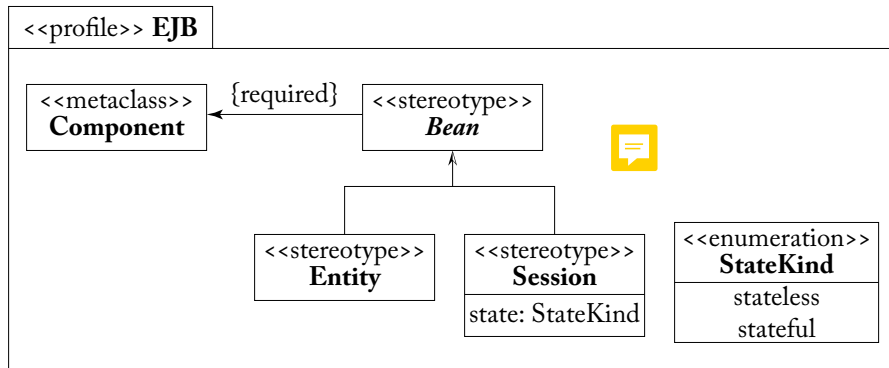 <<profile>> EJB
<<metaclass>>
Component
{required}
<<stereotype>>
Bean
<<stereotype>>
Entity
<<stereotype>>
Session
state: StateKind
<<enumeration>>
StateKind
stateless
stateful